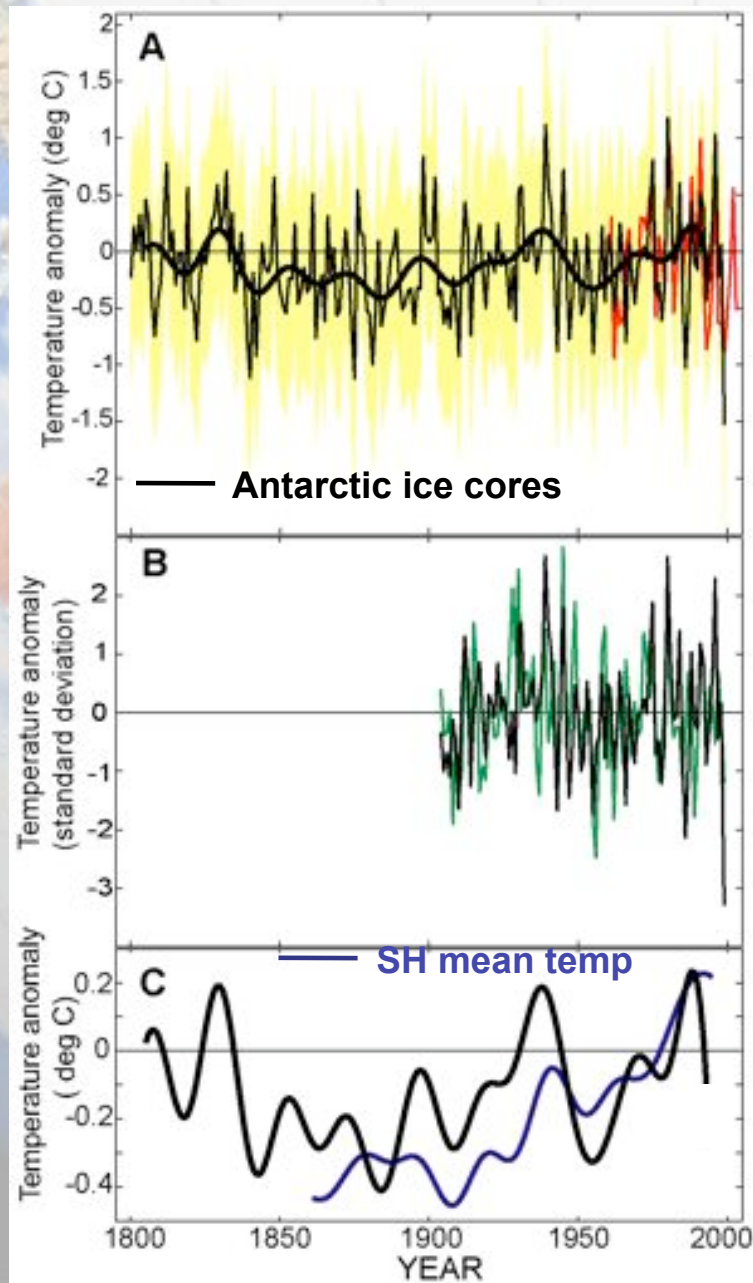 A
Temperature anomaly (deg C)
2
1.5
1
0.5
0
-0.5
-1
-1.5
-2
Antarctic ice cores
B
Temperature anomaly
(standard deviation)
2
1
0
-1
-2
-3
SH mean temp
C
Temperature anomaly
( deg C)
0.2
0
-0.2
-0.4
1800
1850
1900
1950
2000
YEAR